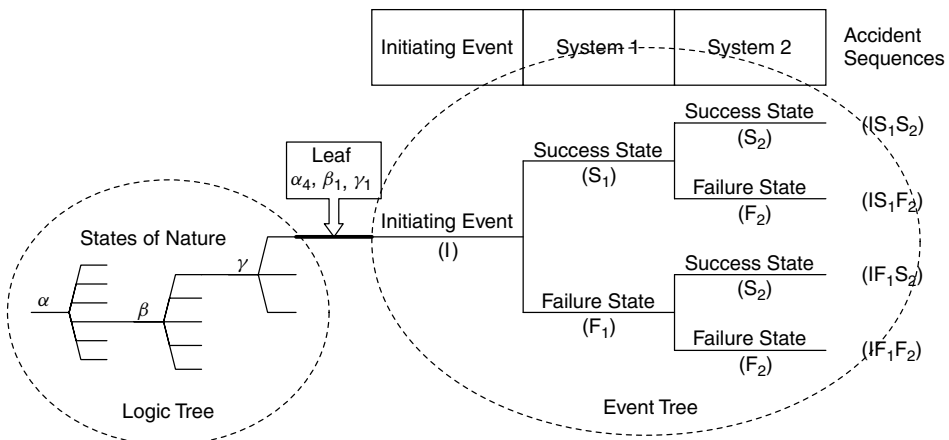 Initiating Event System 1 System 2
Accident
Sequences
Success State
(S₂)
(IS₁S₂)
Leaf
α₄, β₁, γ₁
Success State
(S₁)
Failure State
(F₂)
(IS₁F₂)
Initiating Event
(I)
States of Nature
α
β
γ
Success State
(S₂)
(IF₁S₂)
Failure State
(F₁)
Failure State
(F₂)
(IF₁F₂)
Logic Tree
Event Tree